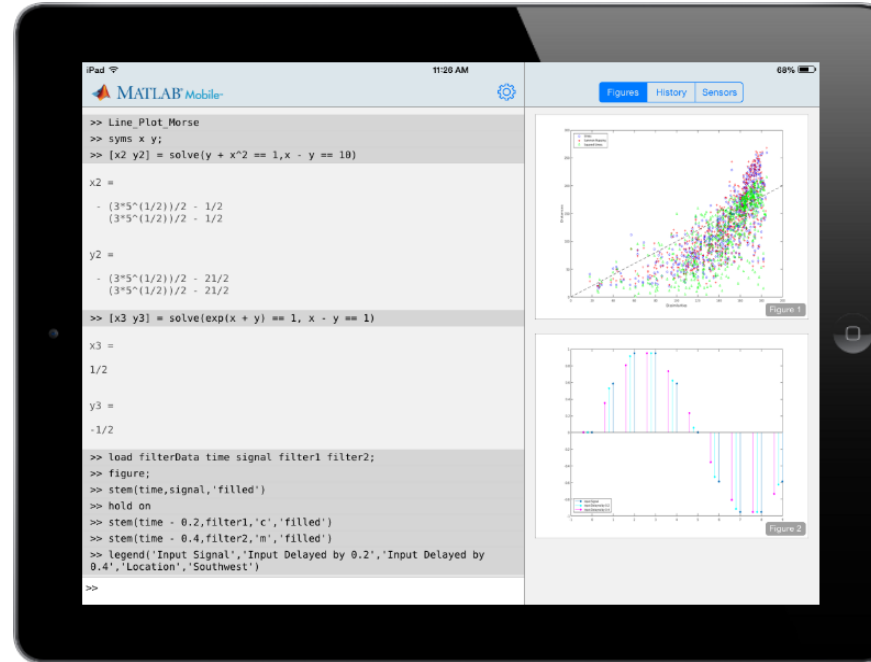 iPad
11:26 AM
68%
MATLAB Mobile™
Figures History Sensors
>> Line_Plot_Morse
>> syms x y;
>> [x2 y2] = solve(y + x^2 == 1,x - y == 10)
x2 =
- (3*5^(1/2))/2 - 1/2
(3*5^(1/2))/2 - 1/2
y2 =
- (3*5^(1/2))/2 - 21/2
(3*5^(1/2))/2 - 21/2
>> [x3 y3] = solve(exp(x + y) == 1, x - y == 1)
x3 =
1/2
y3 =
-1/2
>> load filterData time signal filter1 filter2;
>> figure;
>> stem(time,signal,'filled')
>> hold on
>> stem(time - 0.2,filter1,'c','filled')
>> stem(time - 0.4,filter2,'m','filled')
>> legend('Input Signal','Input Delayed by 0.2','Input Delayed by
0.4','Location','Southwest')
>>
Figure 1
Figure 2